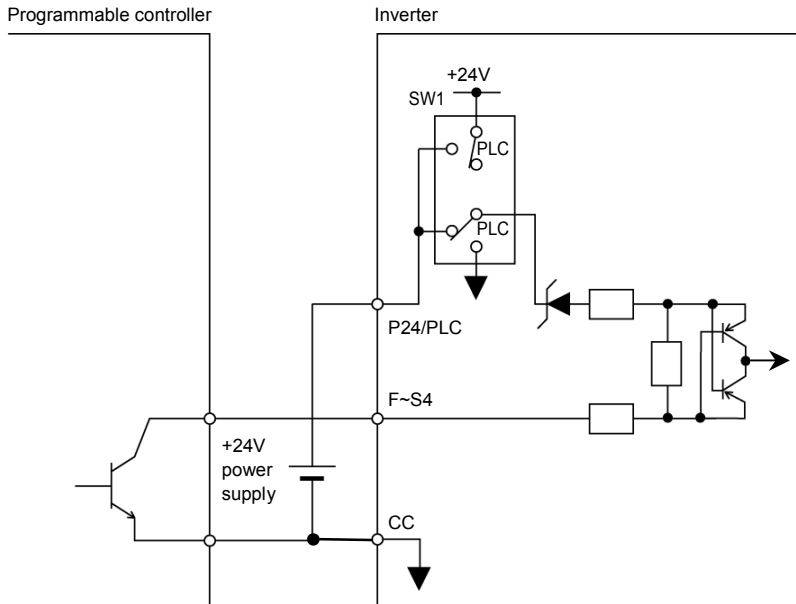 Programmable controller
Inverter
+24V
SW1
PLC
PLC
P24/PLC
F~S4
+24V
power
supply
CC